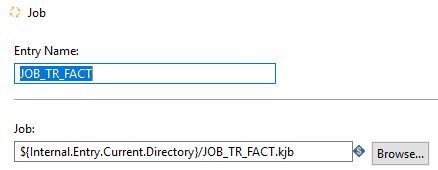 Job
Entry Name:
JOB_TR_FACT
Job:
${Internal.Entry.Current.Directory}/JOB_TR_FACT.kjb
Browse...